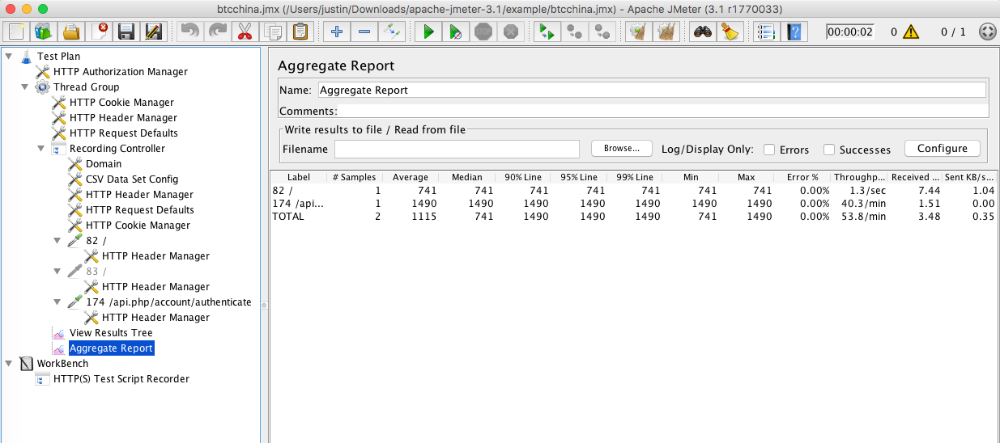 btcchina.jmx (/Users/justin/Downloads/apache-jmeter-3.1/example/btcchina.jmx) - Apache JMeter (3.1 r1770033)
STOP 00:00:02 0 0 / 1
Test Plan
HTTP Authorization Manager
Thread Group
HTTP Cookie Manager
HTTP Header Manager
HTTP Request Defaults
Recording Controller
Domain
CSV Data Set Config
HTTP Header Manager
HTTP Request Defaults
HTTP Cookie Manager
82 /
HTTP Header Manager
83 /
HTTP Header Manager
174 /api.php/account/authenticate
HTTP Header Manager
View Results Tree
Aggregate Report
WorkBench
HTTP(S) Test Script Recorder
Aggregate Report
Name: Aggregate Report
Comments:
Write results to file / Read from file
Filename Browse... Log/Display Only: Errors Successes Configure
Label # Samples Average Median 90% Line 95% Line 99% Line Min Max Error % Throughp... Received ... Sent KB/s...
82 / 1 741 741 741 741 741 741 741 0.00% 1.3/sec 7.44 1.04
174 /api... 1 1490 1490 1490 1490 1490 1490 1490 0.00% 40.3/min 1.51 0.00
TOTAL 2 1115 741 1490 1490 1490 741 1490 0.00% 53.8/min 3.48 0.35